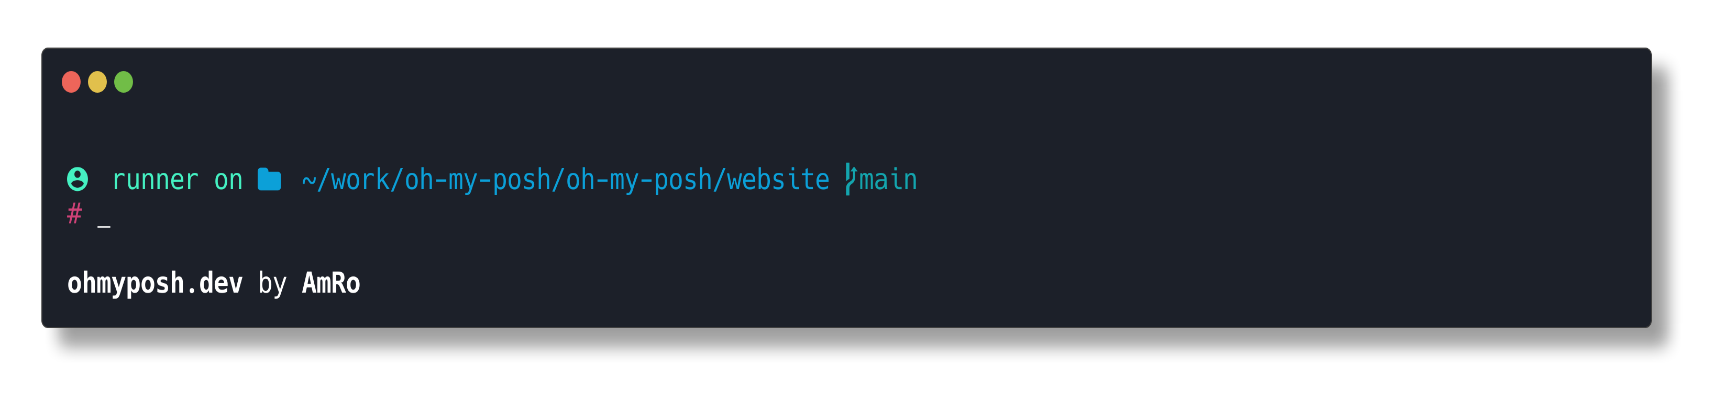 runner on ~/work/oh-my-posh/oh-my-posh/website main
# _
ohmyposh.dev by AmRo